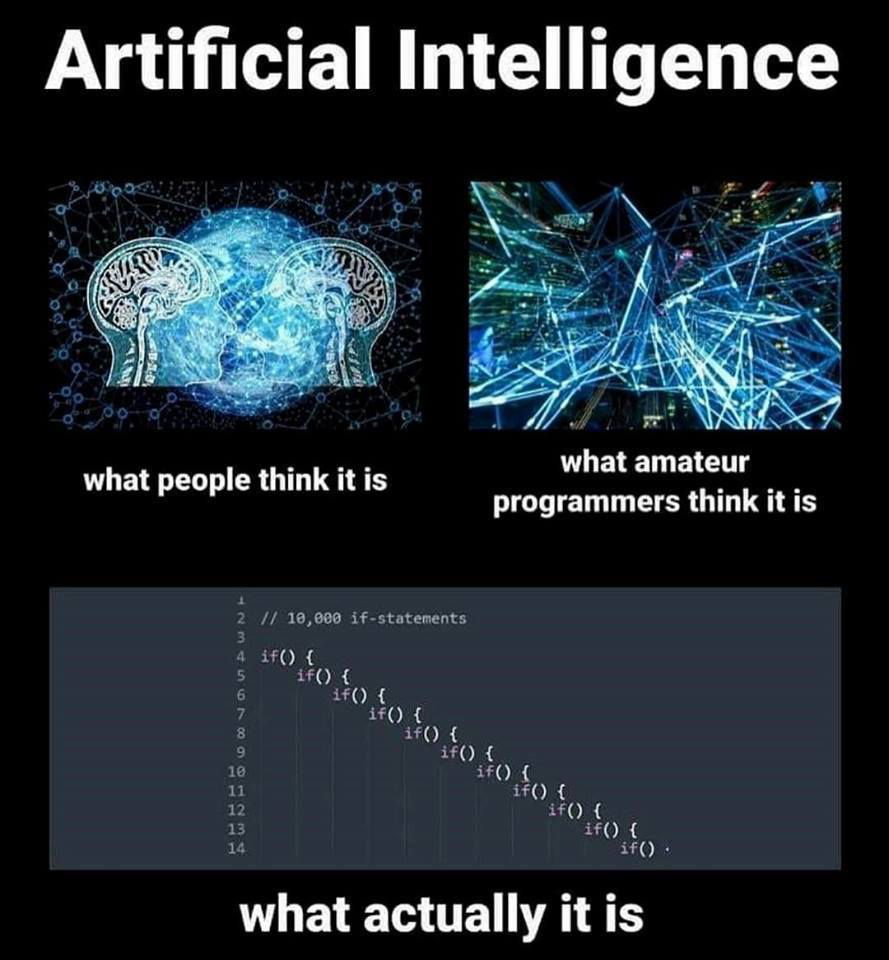 Artificial Intelligence
what people think it is
what amateur
programmers think it is
1
2 // 10,000 if-statements
3
4 if() {
5 if() {
6 if() {
7 if() {
8 if() {
9 if() {
10 if() {
11 if() {
12 if() {
13 if() {
14 if() .
what actually it is